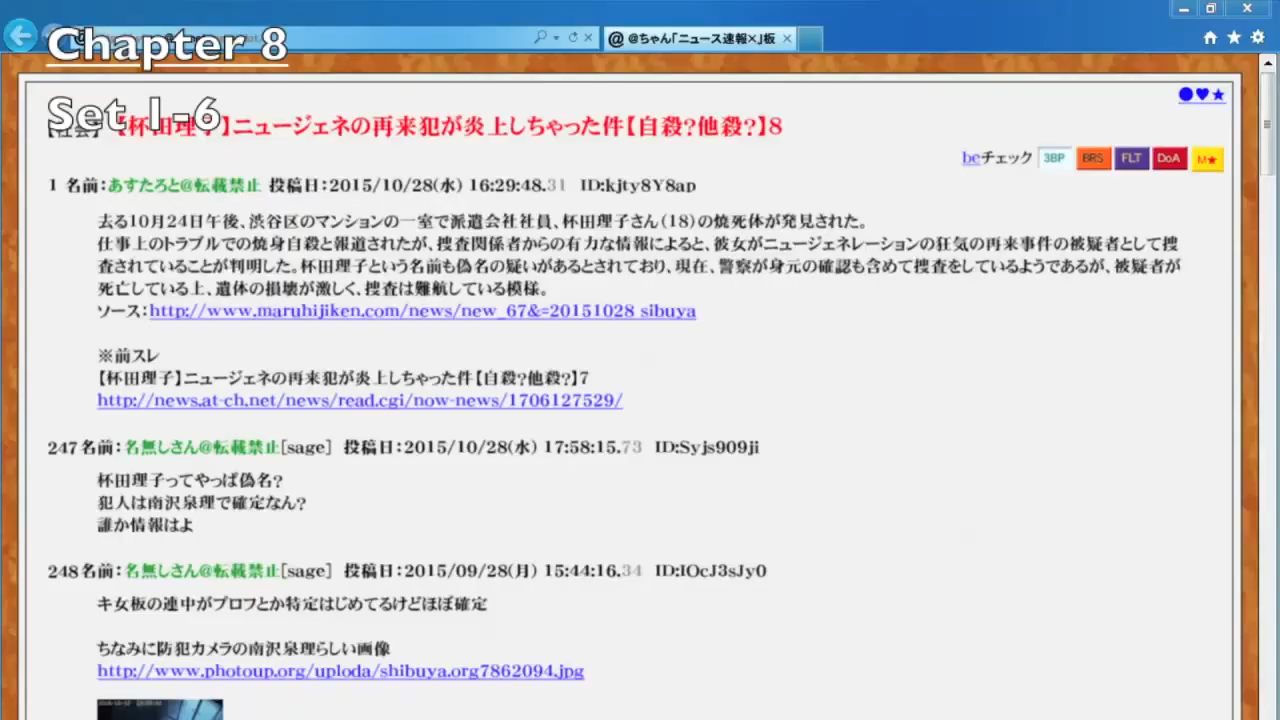 Chapter 8
@ちゃん「ニュース速報×」板
Set 1-6
●♥★
【杯田理子】ニュージェネの再来犯が炎上しちゃった件【自殺?他殺?】8
beチェック 3BP BRS FLT DoA M★
1 名前：あすたろと@転載禁止 投稿日：2015/10/28(水) 16:29:48.31 ID:kjty8Y8ap
去る10月24日午後、渋谷区のマンションの一室で派遣会社社員、杯田理子さん(18)の焼死体が発見された。
仕事上のトラブルでの焼身自殺と報道されたが、捜査関係者からの有力な情報によると、彼女がニュージェネレーションの狂気の再来事件の被疑者として捜
査されていることが判明した。杯田理子という名前も偽名の疑いがあるとされており、現在、警察が身元の確認も含めて捜査をしているようであるが、被疑者が
死亡している上、遺体の損壊が激しく、捜査は難航している模様。
ソース：http://www.maruhijiken.com/news/new_67&=20151028 sibuya
※前スレ
【杯田理子】ニュージェネの再来犯が炎上しちゃった件【自殺?他殺?】7
http://news.at-ch.net/news/read.cgi/now-news/1706127529/
247 名前：名無しさん@転載禁止[sage] 投稿日：2015/10/28(水) 17:58:15.73 ID:Syjs909ji
杯田理子ってやっぱ偽名?
犯人は南沢泉理で確定なん?
誰か情報はよ
248 名前：名無しさん@転載禁止[sage] 投稿日：2015/09/28(月) 15:44:16.34 ID:IOcJ3sJy0
キ女板の連中がプロフとか特定はじめてるけどほぼ確定
ちなみに防犯カメラの南沢泉理らしい画像
http://www.photoup.org/uploda/shibuya.org7862094.jpg